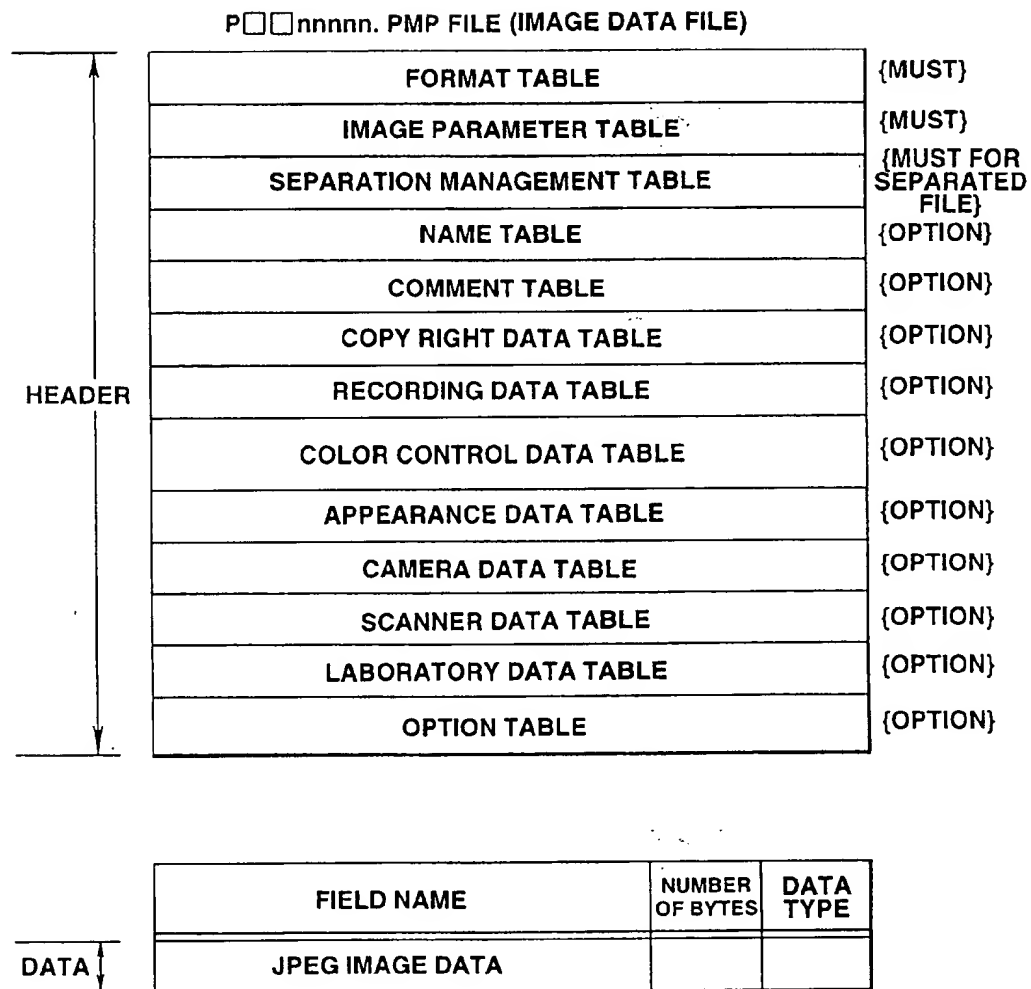 P□□nnnnn. PMP FILE (IMAGE DATA FILE)
FORMAT TABLE {MUST}
IMAGE PARAMETER TABLE {MUST}
SEPARATION MANAGEMENT TABLE {MUST FOR
SEPARATED
FILE}
NAME TABLE {OPTION}
COMMENT TABLE {OPTION}
COPY RIGHT DATA TABLE {OPTION}
HEADER RECORDING DATA TABLE {OPTION}
COLOR CONTROL DATA TABLE {OPTION}
APPEARANCE DATA TABLE {OPTION}
CAMERA DATA TABLE {OPTION}
SCANNER DATA TABLE {OPTION}
LABORATORY DATA TABLE {OPTION}
OPTION TABLE {OPTION}
FIELD NAME
NUMBER
OF BYTES
DATA
TYPE
DATA JPEG IMAGE DATA